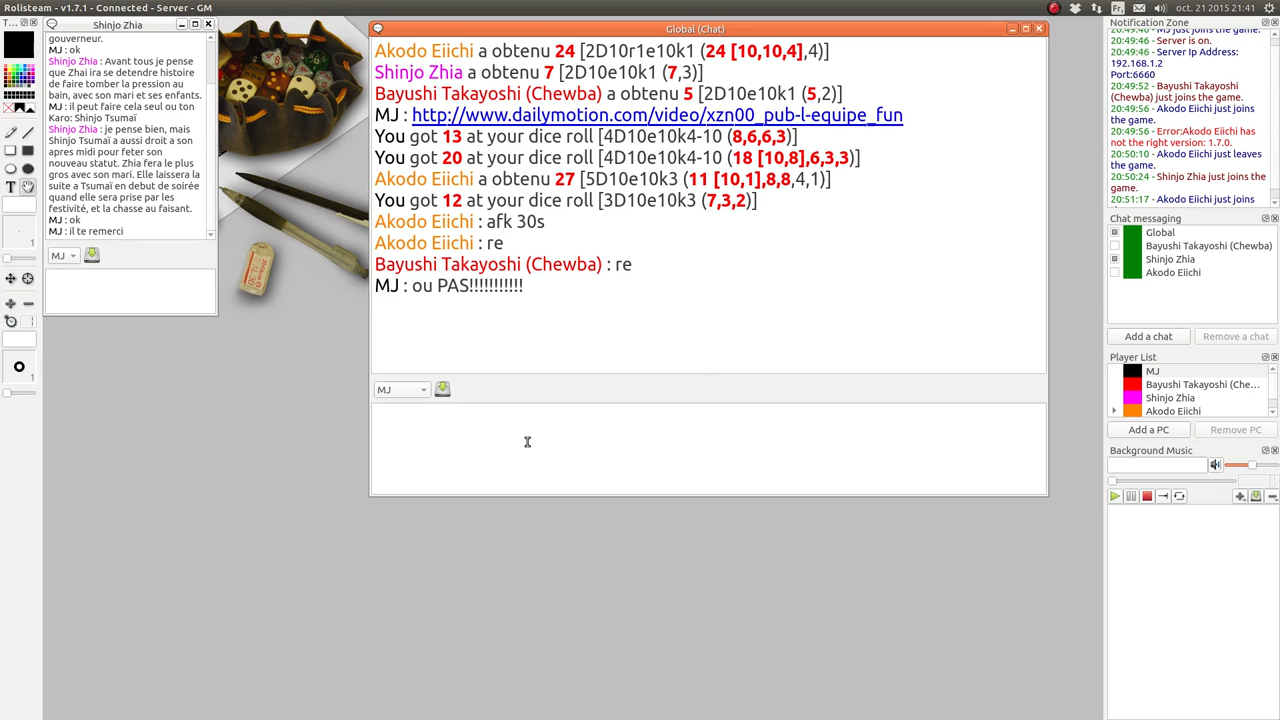 Rolisteam - v1.7.1 - Connected - Server - GM
Fr
oct. 21 2015 21:41
T...
Shinjo Zhia
gouverneur.
MJ : ok
Shinjo Zhia : Avant tous je pense
que Zhai ira se detendre histoire
de faire tomber la pression au
bain, avec son mari et ses enfants.
MJ : il peut faire cela seul ou ton
Karo: Shinjo Tsumaï
Shinjo Zhia : je pense bien, mais
Shinjo Tsumaï a aussi droit a son
apres midi pour feter son
nouveau statut. Zhia fera le plus
gros avec son mari. Elle laissera la
suite a Tsumaï en debut de soirée
quand elle sera prise par les
festivité, et la chasse au faisant.
MJ : ok
MJ : il te remerci
MJ
1
1
Global (Chat)
Akodo Eiichi a obtenu 24 [2D10r1e10k1 (24 [10,10,4],4)]
Shinjo Zhia a obtenu 7 [2D10e10k1 (7,3)]
Bayushi Takayoshi (Chewba) a obtenu 5 [2D10e10k1 (5,2)]
MJ : http://www.dailymotion.com/video/xzn00_pub-l-equipe_fun
You got 13 at your dice roll [4D10e10k4-10 (8,6,6,3)]
You got 20 at your dice roll [4D10e10k4-10 (18 [10,8],6,3,3)]
Akodo Eiichi a obtenu 27 [5D10e10k3 (11 [10,1],8,8,4,1)]
You got 12 at your dice roll [3D10e10k3 (7,3,2)]
Akodo Eiichi : afk 30s
Akodo Eiichi : re
Bayushi Takayoshi (Chewba) : re
MJ : ou PAS!!!!!!!!!!!
MJ
Notification Zone
20:49:46 - MJ just joins the game.
20:49:46 - Server is on.
20:49:46 - Server Ip Address:
192.168.1.2
Port:6660
20:49:52 - Bayushi Takayoshi
(Chewba) just joins the game.
20:49:56 - Akodo Eiichi just joins
the game.
20:49:56 - Error:Akodo Eiichi has
not the right version: 1.7.0.
20:50:10 - Akodo Eiichi just leaves
the game.
20:50:24 - Shinjo Zhia just joins the
game.
20:51:17 - Akodo Eiichi just joins
Chat messaging
Global
Bayushi Takayoshi (Chewba)
Shinjo Zhia
Akodo Eiichi
Add a chat
Remove a chat
Player List
MJ
Bayushi Takayoshi (Che...
Shinjo Zhia
Akodo Eiichi
Add a PC
Remove PC
Background Music